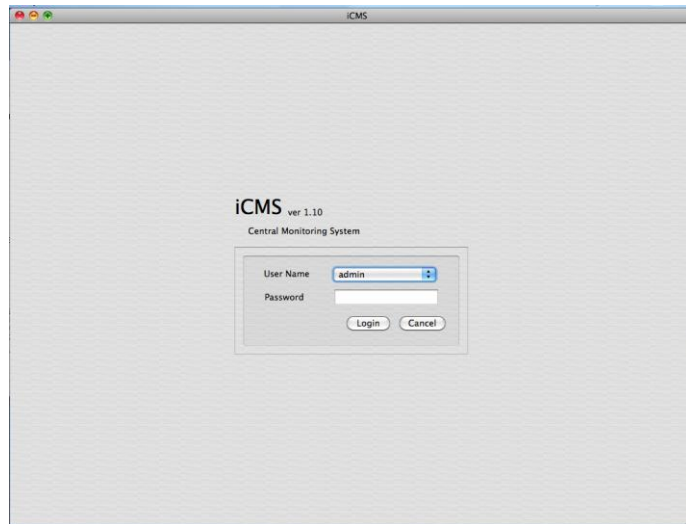 iCMS
iCMS ver 1.10
Central Monitoring System
User Name admin
Password
Login Cancel